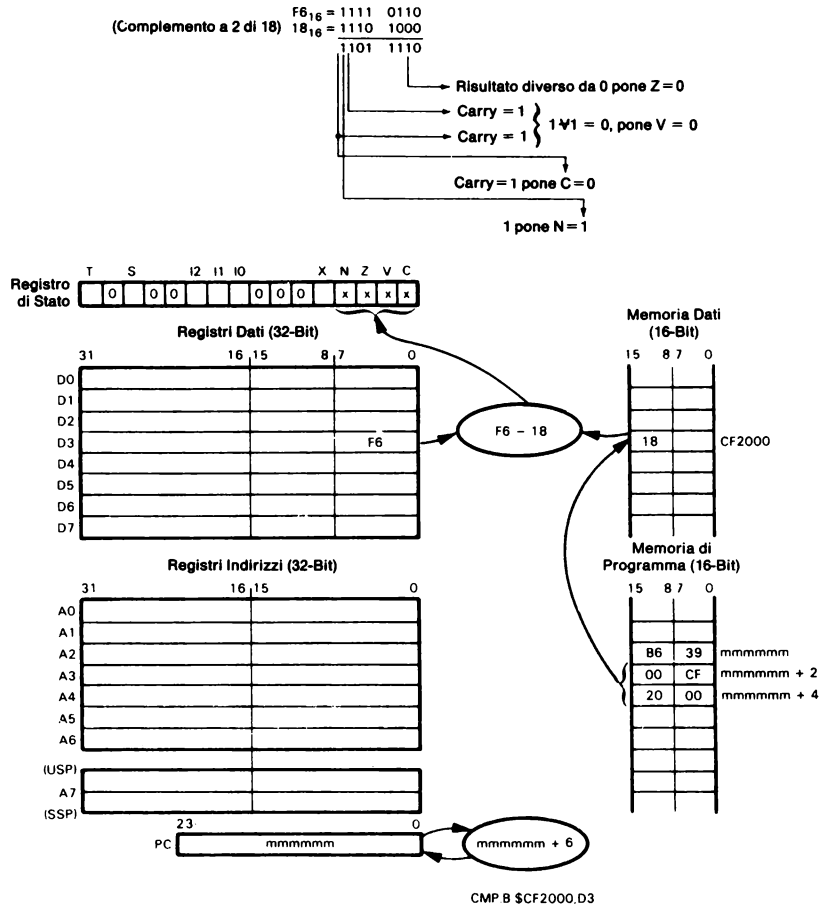 F6₁₆ = 1111 0110
(Complemento a 2 di 18) 18₁₆ = 1110 1000
1101 1110
Risultato diverso da 0 pone Z = 0
Carry = 1
Carry = 1
1 ⊻ 1 = 0, pone V = 0
Carry = 1 pone C = 0
1 pone N = 1
T S I2 I1 I0 X N Z V C
Registro di Stato
0 0 0 0 0 0 x x x x
Registri Dati (32-Bit)
31 16 15 8 7 0
D0
D1
D2
D3 F6
D4
D5
D6
D7
F6 – 18
Memoria Dati
(16-Bit)
15 8 7 0
18 CF2000
Registri Indirizzi (32-Bit)
31 16 15 0
A0
A1
A2
A3
A4
A5
A6
(USP)
A7
(SSP)
Memoria di
Programma (16-Bit)
15 8 7 0
B6 39 mmmmmm
00 CF mmmmmm + 2
20 00 mmmmmm + 4
23 0
PC mmmmmm
mmmmmm + 6
CMP.B $CF2000,D3